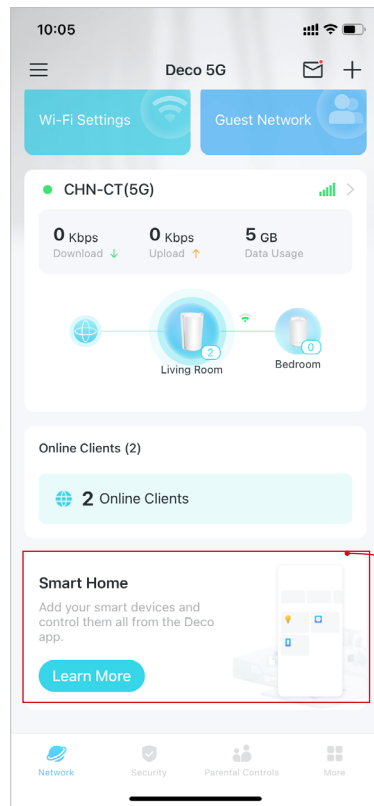 10:05
Deco 5G
Wi-Fi Settings
Guest Network
CHN-CT(5G)
0 Kbps
Download ↓
0 Kbps
Upload ↑
5 GB
Data Usage
2
0
Living Room
Bedroom
Online Clients (2)
2 Online Clients
Smart Home
Add your smart devices and
control them all from the Deco
app.
Learn More
Network
Security
Parental Controls
More